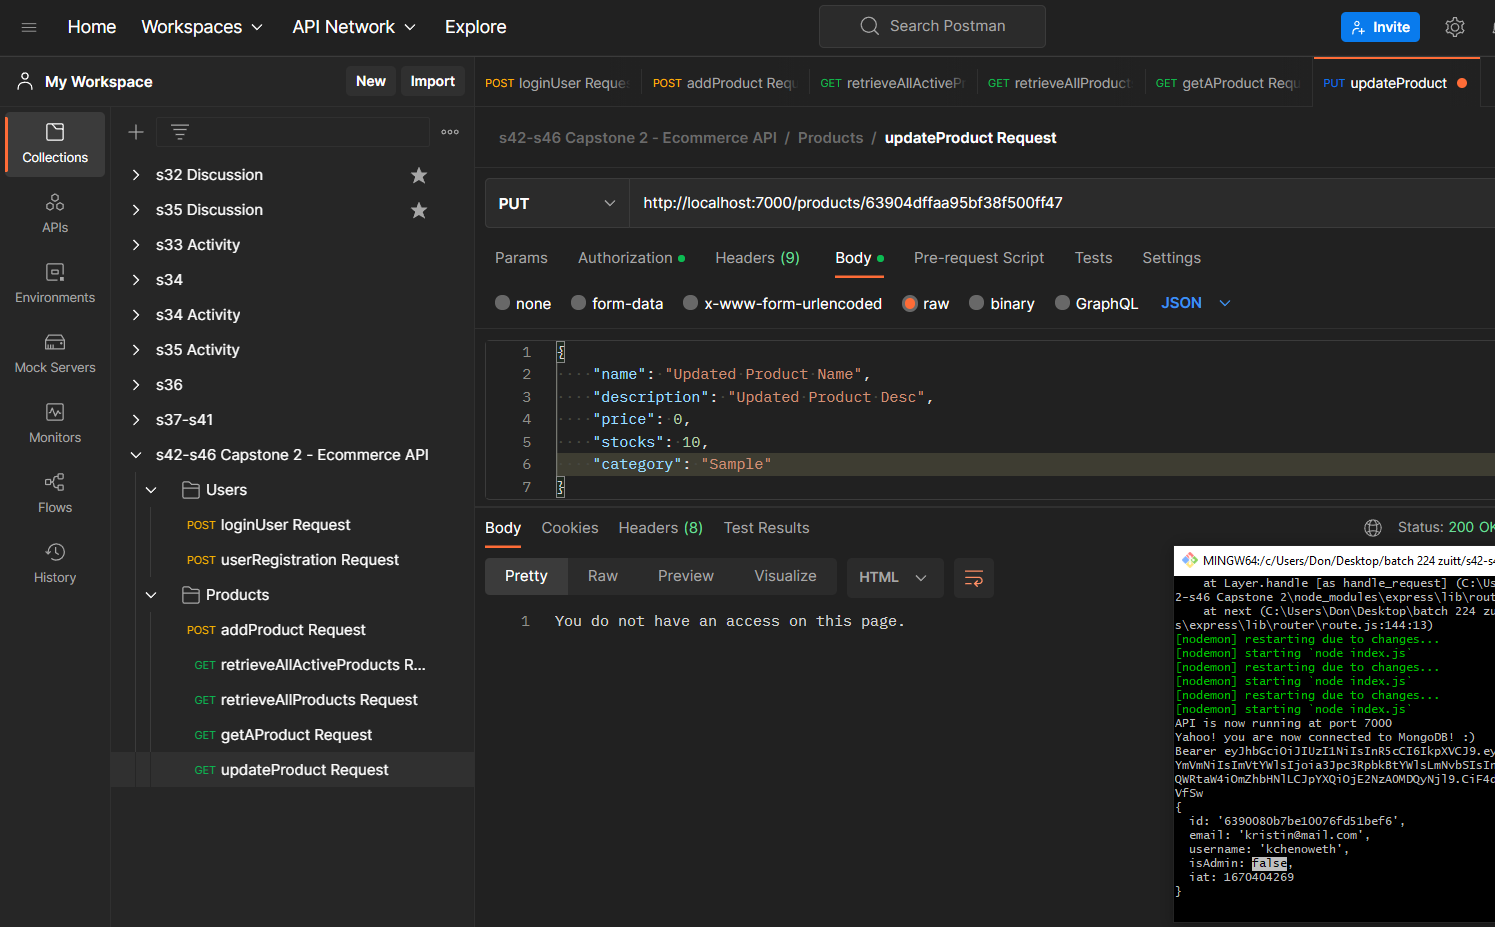 Home Workspaces API Network Explore Search Postman Invite
My Workspace New Import
POST loginUser Reque
POST addProduct Requ
GET retrieveAllActiveP
GET retrieveAllProduct
GET getAProduct Requ
PUT updateProduct
Collections
APIs
Environments
Mock Servers
Monitors
Flows
History
s32 Discussion
s35 Discussion
s33 Activity
s34
s34 Activity
s35 Activity
s36
s37-s41
s42-s46 Capstone 2 - Ecommerce API
Users
POST loginUser Request
POST userRegistration Request
Products
POST addProduct Request
GET retrieveAllActiveProducts R...
GET retrieveAllProducts Request
GET getAProduct Request
GET updateProduct Request
s42-s46 Capstone 2 - Ecommerce API / Products / updateProduct Request
PUT http://localhost:7000/products/63904dffaa95bf38f500ff47
Params Authorization Headers (9) Body Pre-request Script Tests Settings
none form-data x-www-form-urlencoded raw binary GraphQL JSON
1 {
2 "name": "Updated Product Name",
3 "description": "Updated Product Desc",
4 "price": 0,
5 "stocks": 10,
6 "category": "Sample"
7 }
Body Cookies Headers (8) Test Results Status: 200 OK
Pretty Raw Preview Visualize HTML
1 You do not have an access on this page.
MINGW64:/c/Users/Don/Desktop/batch 224 zuitt/s42-s4
at Layer.handle [as handle_request] (C:\Us
2-s46 Capstone 2\node_modules\express\lib\rout
at next (C:\Users\Don\Desktop\batch 224 zu
s\express\lib\router\route.js:144:13)
[nodemon] restarting due to changes...
[nodemon] starting `node index.js`
[nodemon] restarting due to changes...
[nodemon] starting `node index.js`
[nodemon] restarting due to changes...
[nodemon] starting `node index.js`
API is now running at port 7000
Yahoo! you are now connected to MongoDB! :)
Bearer eyJhbGciOiJIUzI1NiIsInR5cCI6IkpXVCJ9.ey
YmVmNiIsImVtYWlsIjoia3Jpc3RpbkBtYWlsLmNvbSIsIn
QWRtaW4iOmZhbHNlLCJpYXQiOjE2NzA0MDQyNjl9.CiF4d
VfSw
{
id: '6390080b7be10076fd51bef6',
email: 'kristin@mail.com',
username: 'kchenoweth',
isAdmin: false,
iat: 1670404269
}